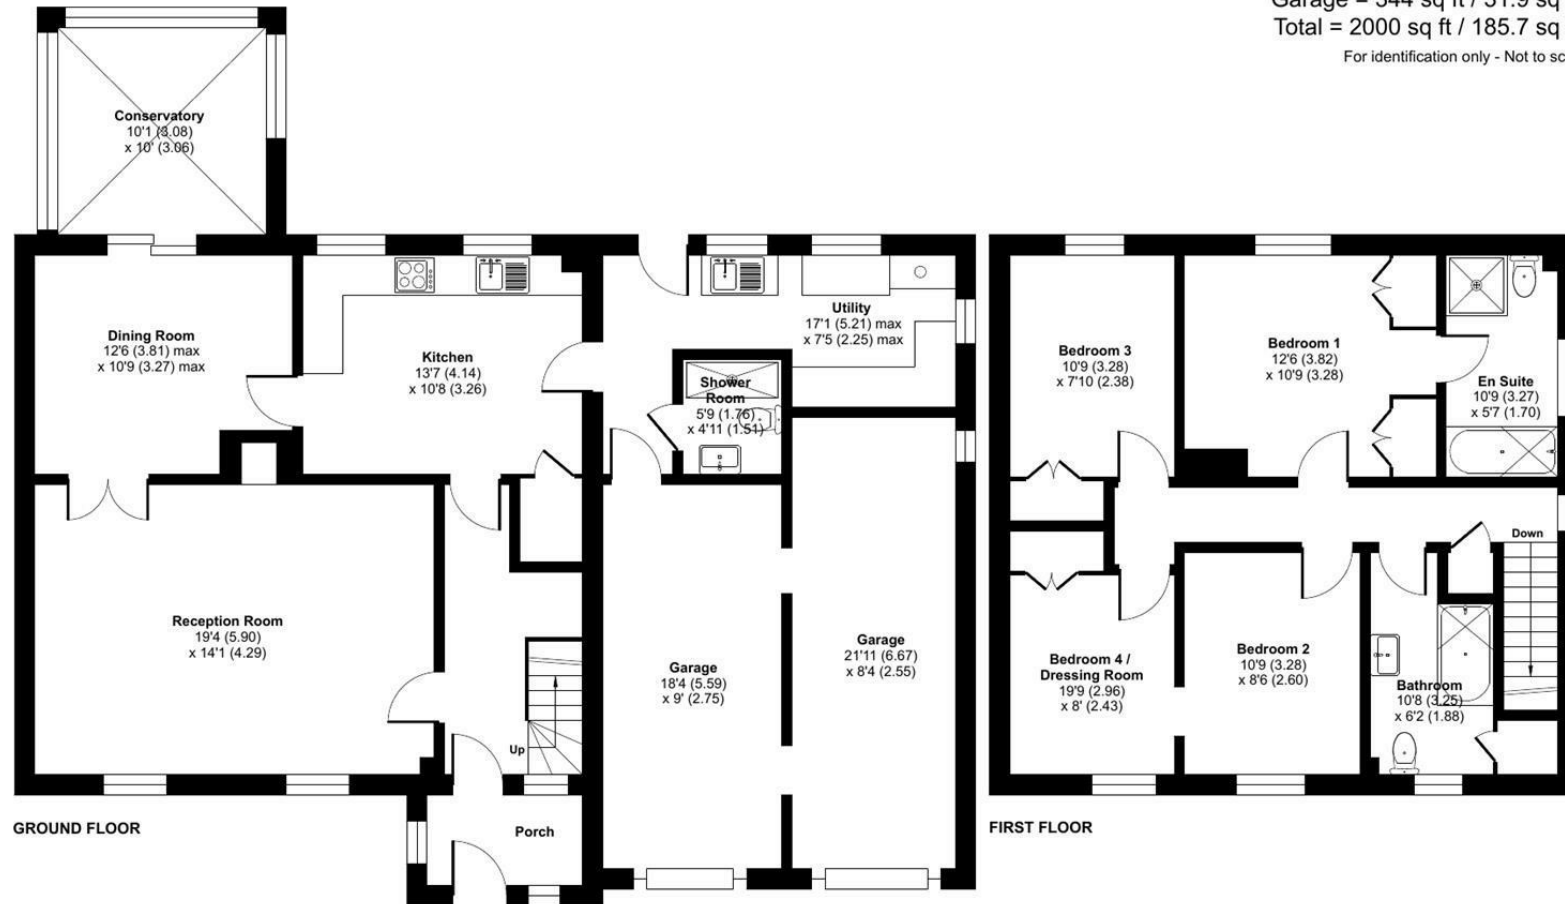 Garage = 344 sq ft / 31.9 sq
Total = 2000 sq ft / 185.7 sq
For identification only - Not to sc
Conservatory
10'1 (3.08)
x 10' (3.06)
Dining Room
12'6 (3.81) max
x 10'9 (3.27) max
Kitchen
13'7 (4.14)
x 10'8 (3.26)
Utility
17'1 (5.21) max
x 7'5 (2.25) max
Shower
Room
5'9 (1.76)
x 4'11 (1.51)
Reception Room
19'4 (5.90)
x 14'1 (4.29)
Garage
18'4 (5.59)
x 9' (2.75)
Garage
21'11 (6.67)
x 8'4 (2.55)
Up
Porch
GROUND FLOOR
Bedroom 3
10'9 (3.28)
x 7'10 (2.38)
Bedroom 1
12'6 (3.82)
x 10'9 (3.28)
En Suite
10'9 (3.27)
x 5'7 (1.70)
Down
Bedroom 4 /
Dressing Room
19'9 (2.96)
x 8' (2.43)
Bedroom 2
10'9 (3.28)
x 8'6 (2.60)
Bathroom
10'8 (3.25)
x 6'2 (1.88)
FIRST FLOOR